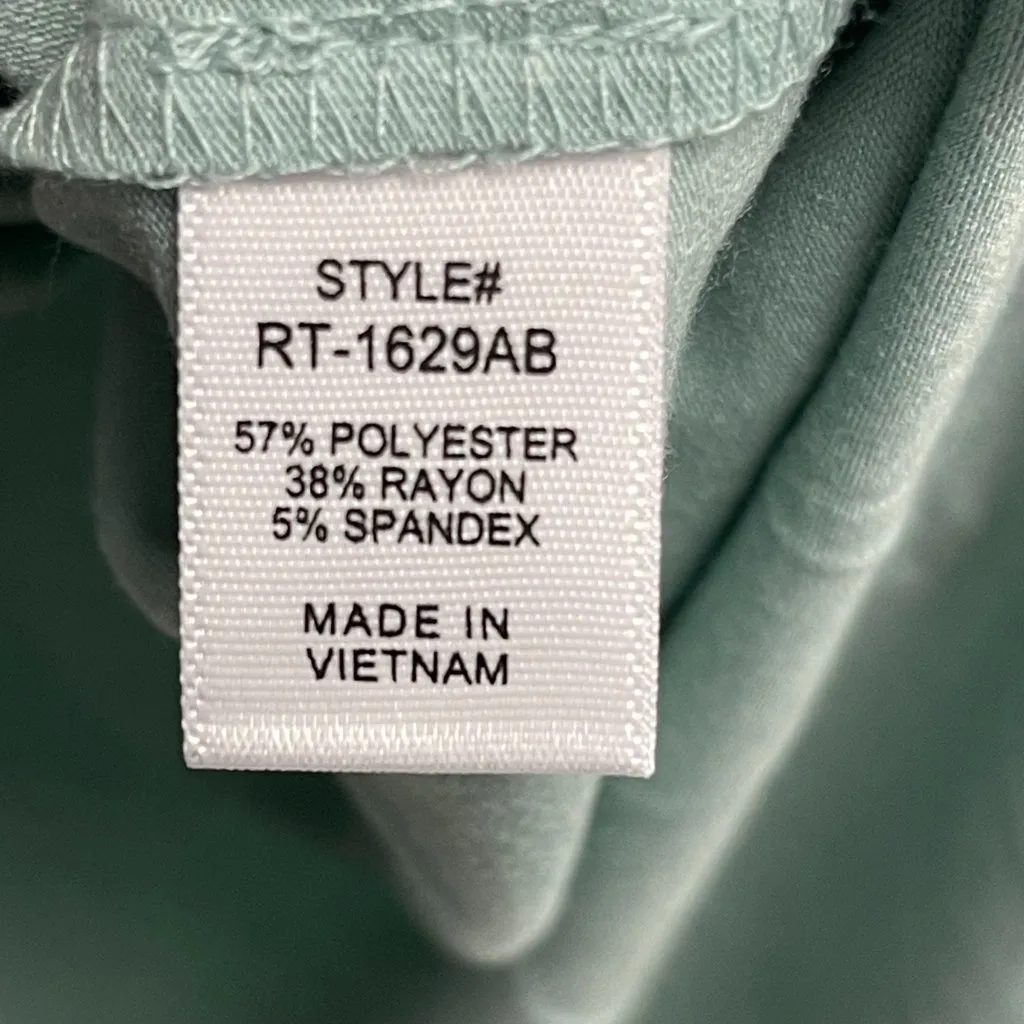 STYLE#
RT-1629AB
57% POLYESTER
38% RAYON
5% SPANDEX
MADE IN
VIETNAM